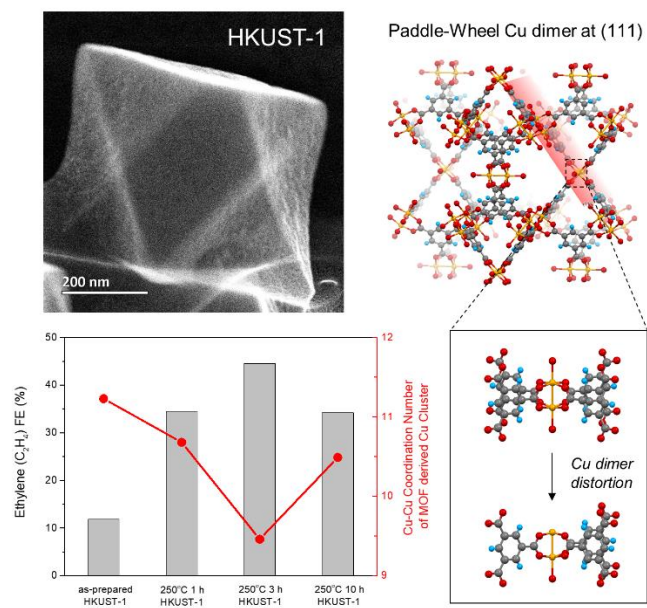 HKUST-1
200 nm
Paddle-Wheel Cu dimer at (111)
50
40
30
20
10
0
Ethylene (C₂H₄) FE (%)
12
11
10
9
Cu-Cu Coordination Number
of MOF derived Cu Cluster
as-prepared
HKUST-1
250°C 1 h
HKUST-1
250°C 3 h
HKUST-1
250°C 10 h
HKUST-1
Cu dimer
distortion